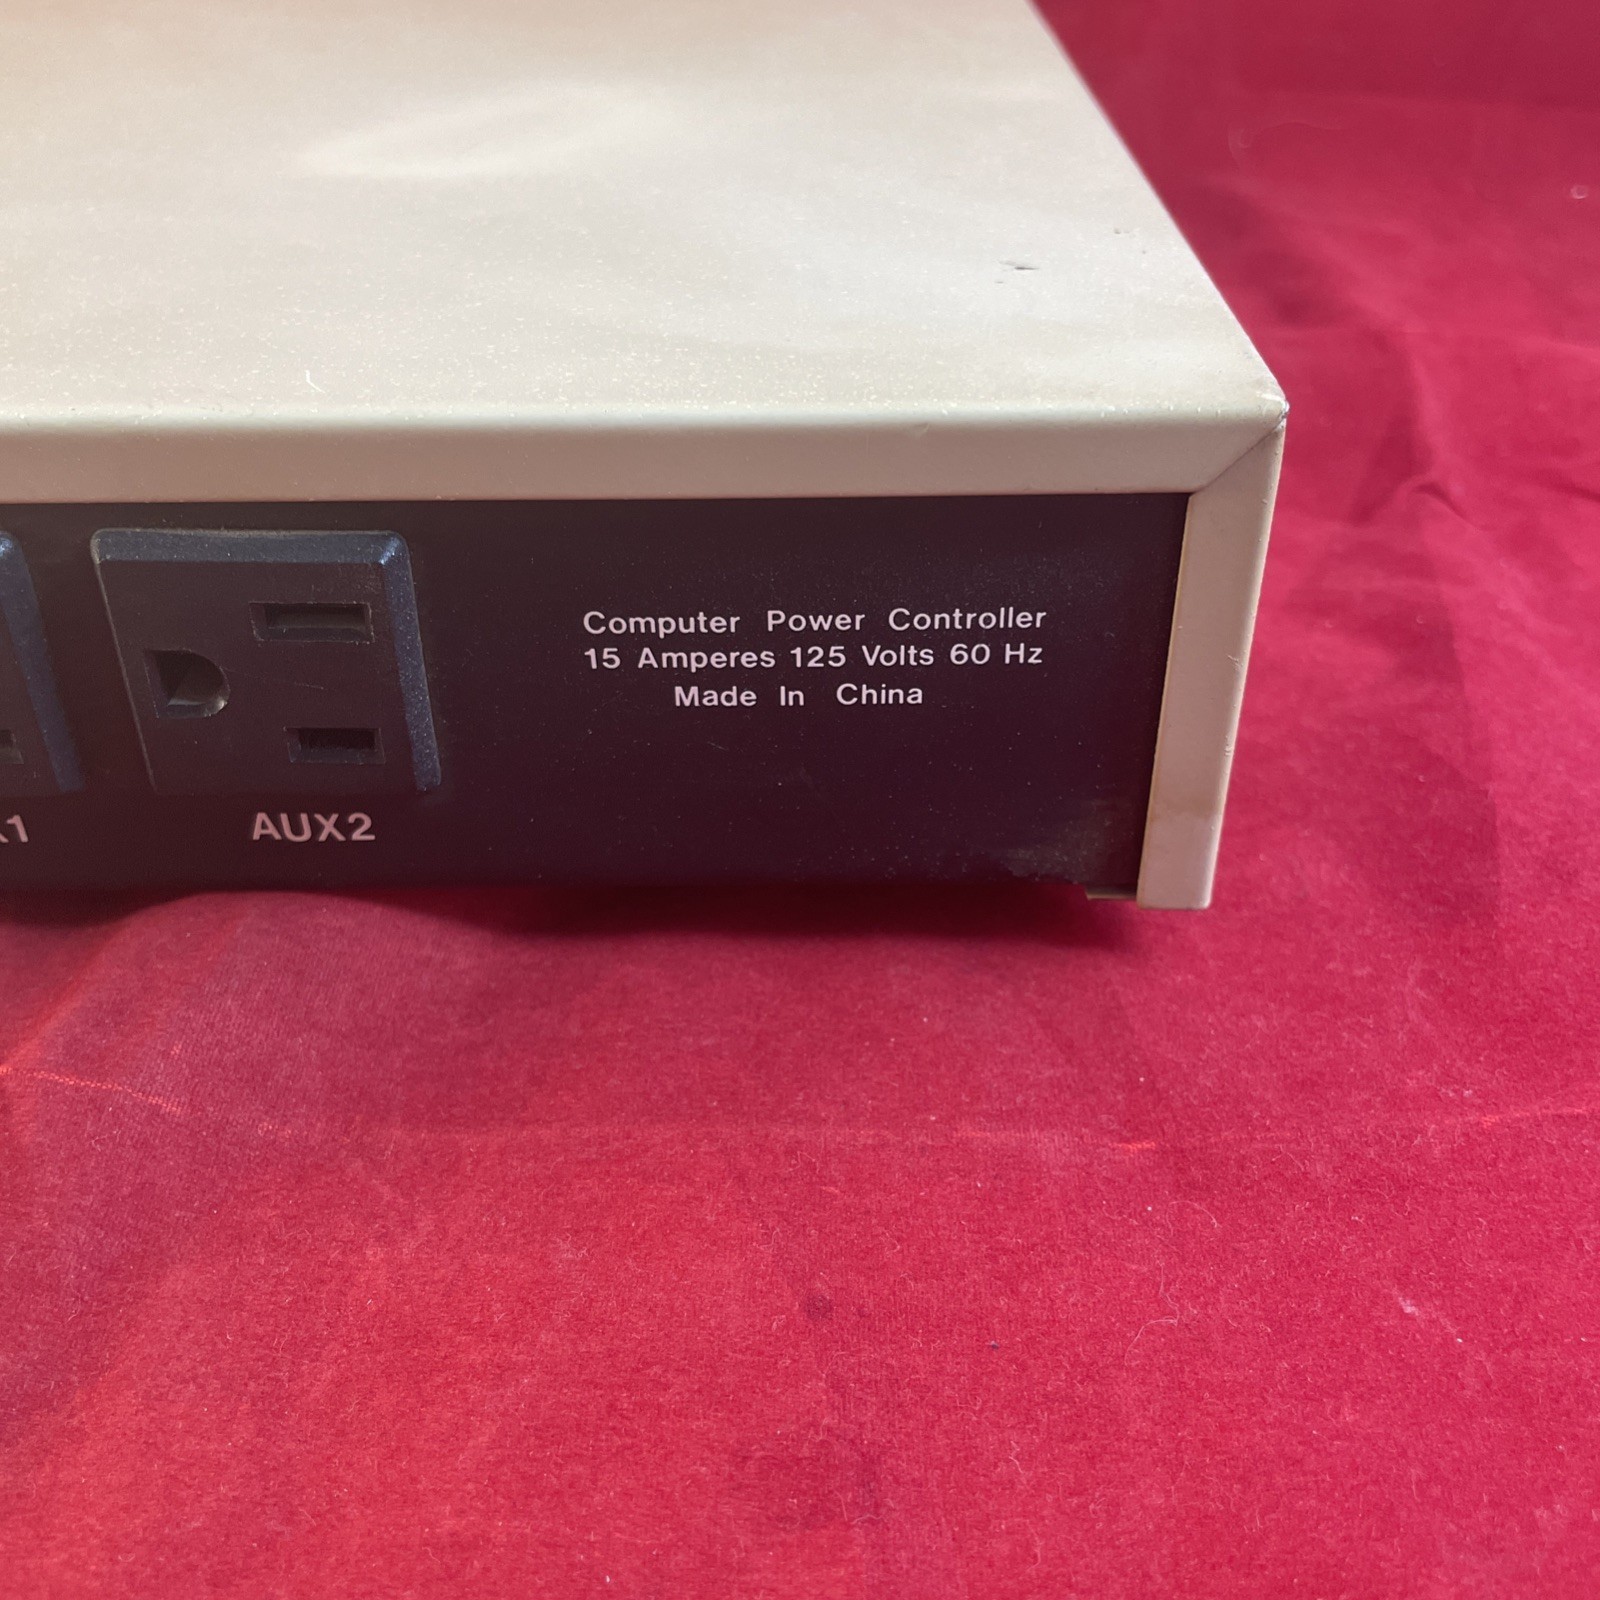 Computer Power Controller
15 Amperes 125 Volts 60 Hz
Made In China
AUX2